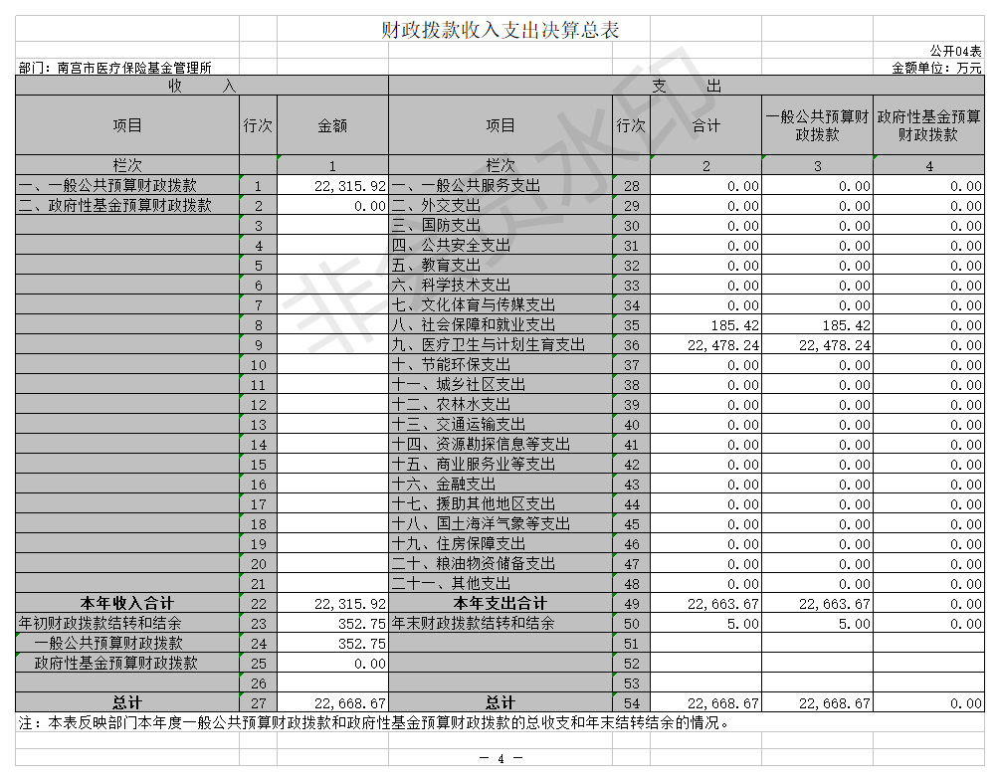 财政拨款收入支出决算总表
公开04表
部门：南宫市医疗保险基金管理所 金额单位：万元
收 入 支 出
项目 行次 金额 项目 行次 合计 一般公共预算财政拨款 政府性基金预算财政拨款
栏次 1 栏次 2 3 4
一、一般公共预算财政拨款 1 22,315.92 一、一般公共服务支出 28 0.00 0.00 0.00
二、政府性基金预算财政拨款 2 0.00 二、外交支出 29 0.00 0.00 0.00
3 三、国防支出 30 0.00 0.00 0.00
4 四、公共安全支出 31 0.00 0.00 0.00
5 五、教育支出 32 0.00 0.00 0.00
6 六、科学技术支出 33 0.00 0.00 0.00
7 七、文化体育与传媒支出 34 0.00 0.00 0.00
8 八、社会保障和就业支出 35 185.42 185.42 0.00
9 九、医疗卫生与计划生育支出 36 22,478.24 22,478.24 0.00
10 十、节能环保支出 37 0.00 0.00 0.00
11 十一、城乡社区支出 38 0.00 0.00 0.00
12 十二、农林水支出 39 0.00 0.00 0.00
13 十三、交通运输支出 40 0.00 0.00 0.00
14 十四、资源勘探信息等支出 41 0.00 0.00 0.00
15 十五、商业服务业等支出 42 0.00 0.00 0.00
16 十六、金融支出 43 0.00 0.00 0.00
17 十七、援助其他地区支出 44 0.00 0.00 0.00
18 十八、国土海洋气象等支出 45 0.00 0.00 0.00
19 十九、住房保障支出 46 0.00 0.00 0.00
20 二十、粮油物资储备支出 47 0.00 0.00 0.00
21 二十一、其他支出 48 0.00 0.00 0.00
本年收入合计 22 22,315.92 本年支出合计 49 22,663.67 22,663.67 0.00
年初财政拨款结转和结余 23 352.75 年末财政拨款结转和结余 50 5.00 5.00 0.00
一般公共预算财政拨款 24 352.75 51
政府性基金预算财政拨款 25 0.00 52
26 53
总计 27 22,668.67 总计 54 22,668.67 22,668.67 0.00
注：本表反映部门本年度一般公共预算财政拨款和政府性基金预算财政拨款的总收支和年末结转结余的情况。
— 4 —
非会员水印